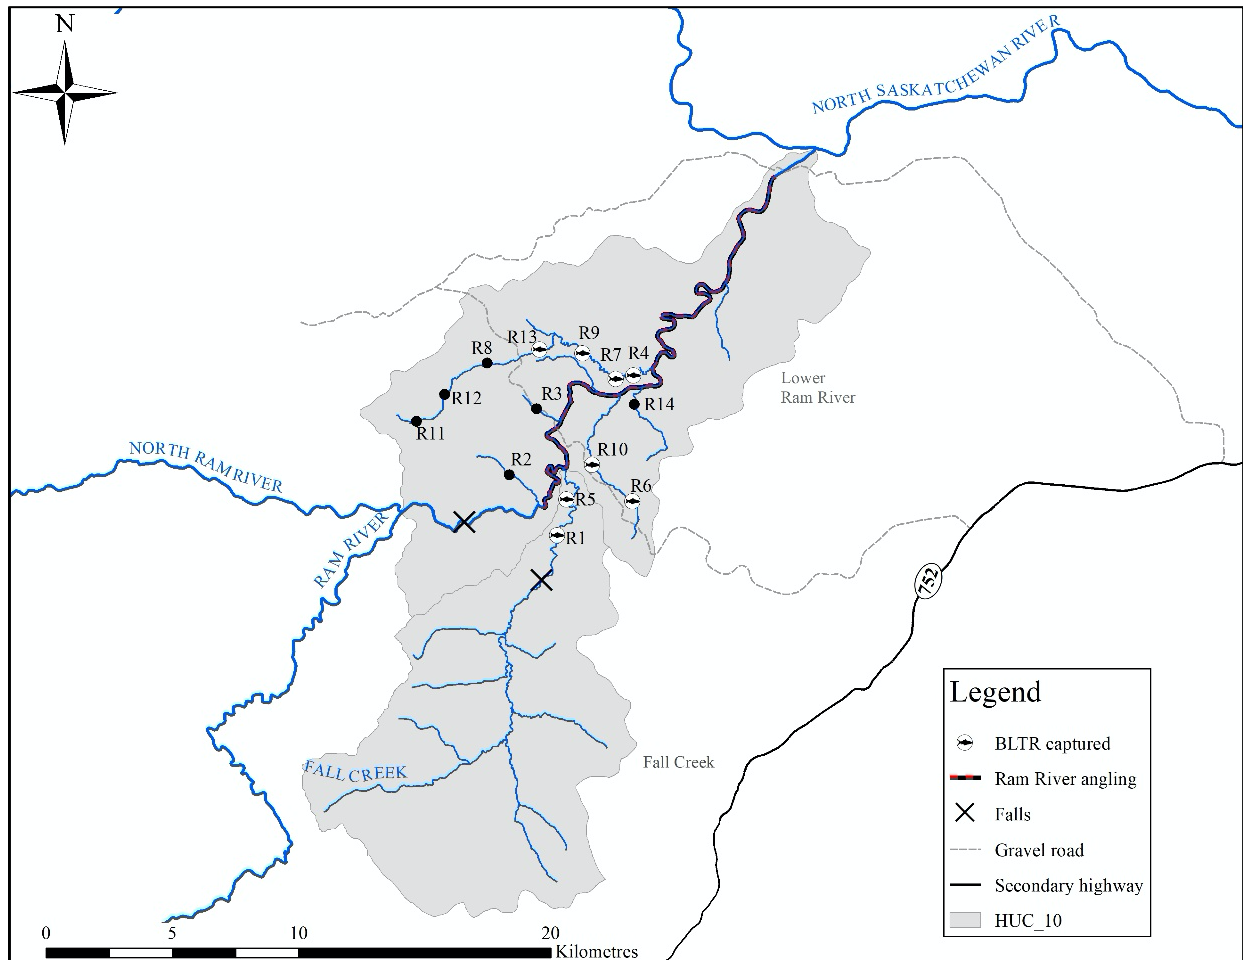 N
NORTH SASKATCHEWAN RIVER
R13
R9
R8
R7
R4
R12
R3
R14
R11
Lower
Ram River
NORTH RAM RIVER
R2
R10
R6
R5
RAM RIVER
R1
752
Fall Creek
FALL CREEK
Legend
BLTR captured
Ram River angling
Falls
Gravel road
Secondary highway
HUC_10
0 5 10 20
Kilometres